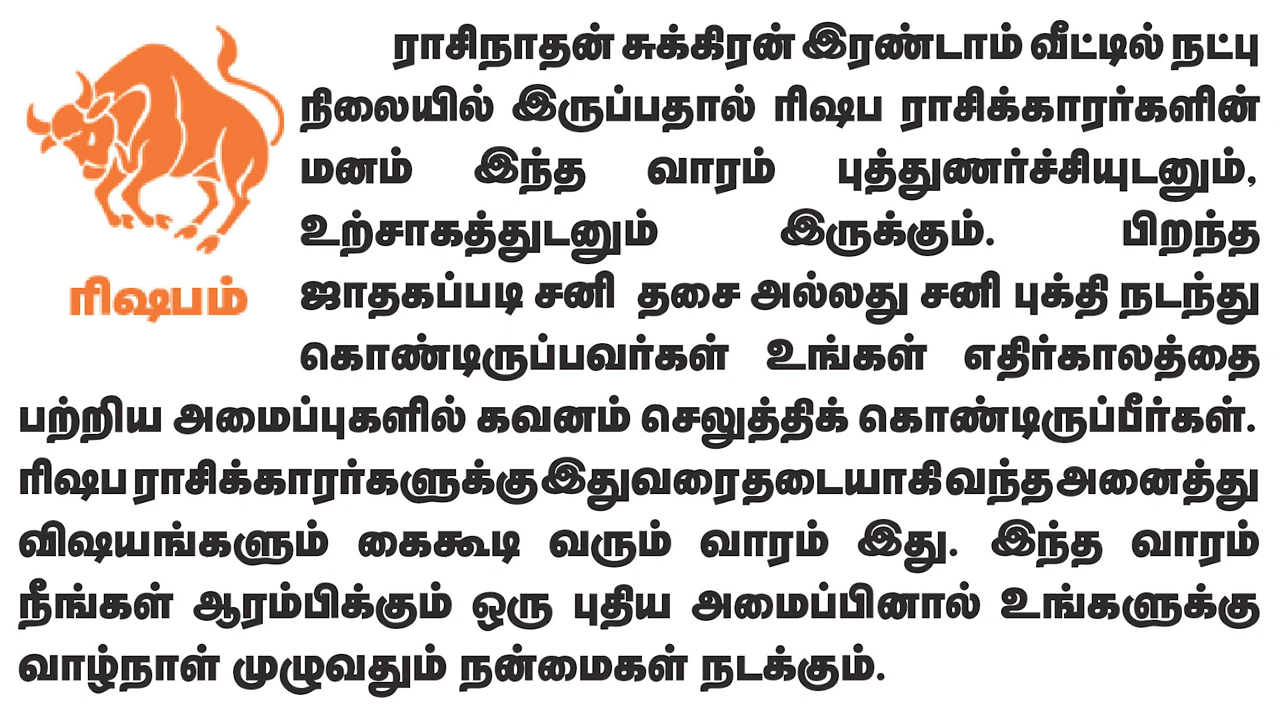 ராசிநாதன் சுக்கிரன் இரண்டாம் வீட்டில் நட்பு
நிலையில் இருப்பதால் ரிஷப ராசிக்காரர்களின்
மனம் இந்த வாரம் புத்துணர்ச்சியுடனும்,
உற்சாகத்துடனும் இருக்கும். பிறந்த
ரிஷபம்
ஜாதகப்படி சனி தசை அல்லது சனி புக்தி நடந்து
கொண்டிருப்பவர்கள் உங்கள் எதிர்காலத்தை
பற்றிய அமைப்புகளில் கவனம் செலுத்திக் கொண்டிருப்பீர்கள்.
ரிஷப ராசிக்காரர்களுக்கு இதுவரை தடையாகி வந்த அனைத்து
விஷயங்களும் கைகூடி வரும் வாரம் இது. இந்த வாரம்
நீங்கள் ஆரம்பிக்கும் ஒரு புதிய அமைப்பினால் உங்களுக்கு
வாழ்நாள் முழுவதும் நன்மைகள் நடக்கும்.